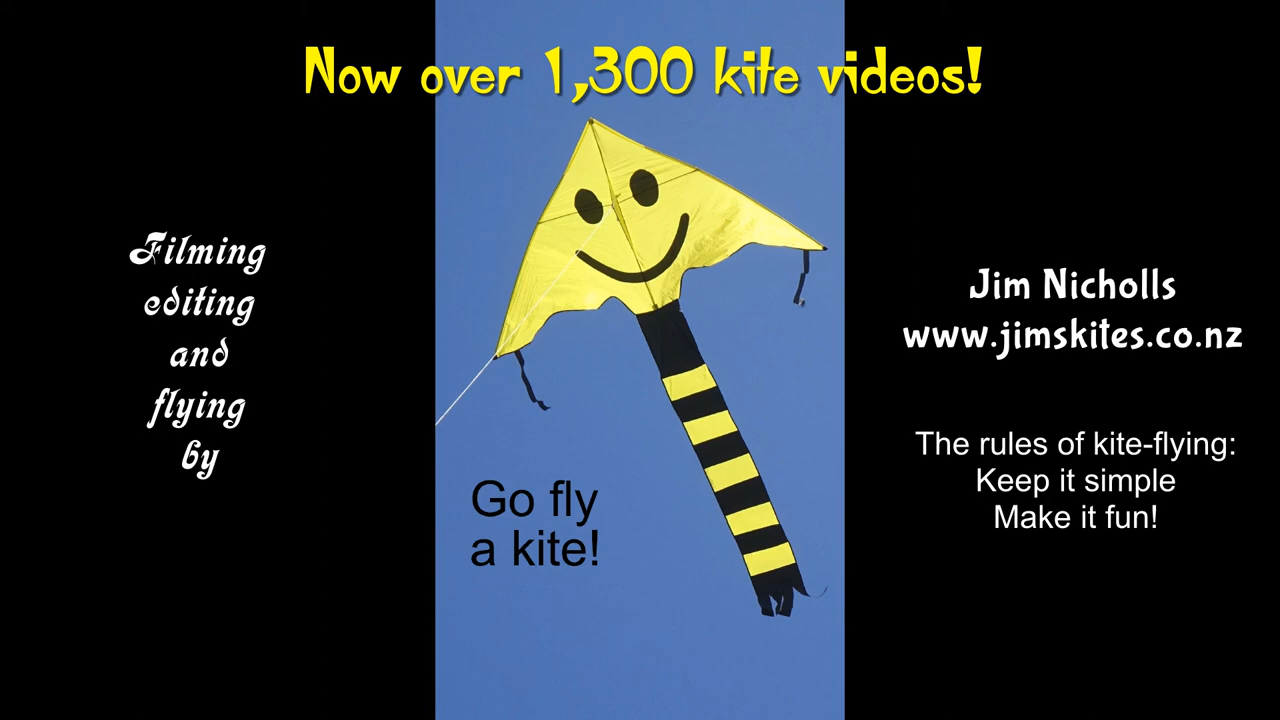 Now over 1,300 kite videos!
Filming
editing
and
flying
by
Jim Nicholls
www.jimskites.co.nz
The rules of kite-flying:
Keep it simple
Make it fun!
Go fly
a kite!